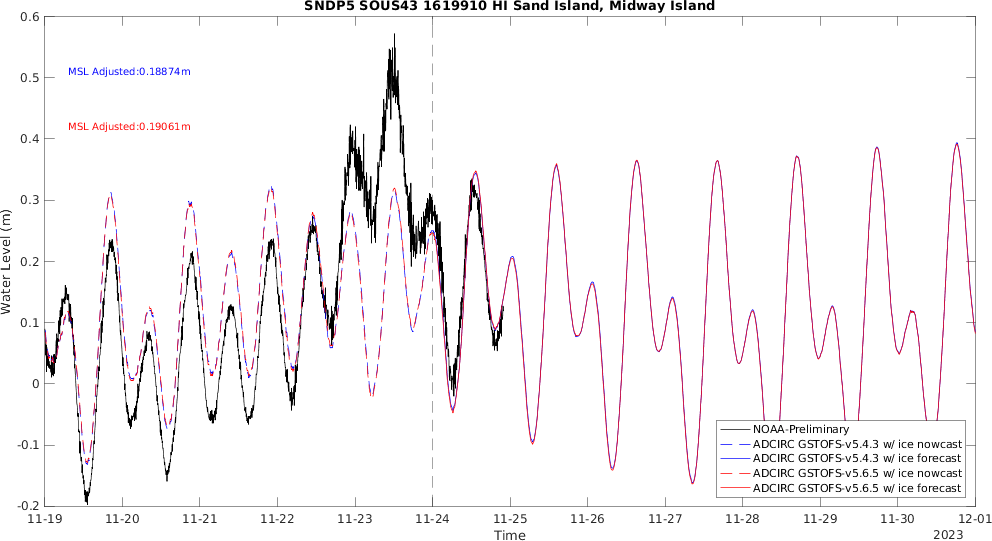 SNDP5 SOUS43 1619910 HI Sand Island, Midway Island
0.6
0.5
0.4
0.3
0.2
0.1
0
-0.1
-0.2
Water Level (m)
MSL Adjusted:0.18874m
MSL Adjusted:0.19061m
NOAA-Preliminary
ADCIRC GSTOFS-v5.4.3 w/ ice nowcast
ADCIRC GSTOFS-v5.4.3 w/ ice forecast
ADCIRC GSTOFS-v5.6.5 w/ ice nowcast
ADCIRC GSTOFS-v5.6.5 w/ ice forecast
11-19 11-20 11-21 11-22 11-23 11-24 11-25 11-26 11-27 11-28 11-29 11-30 12-01
Time
2023